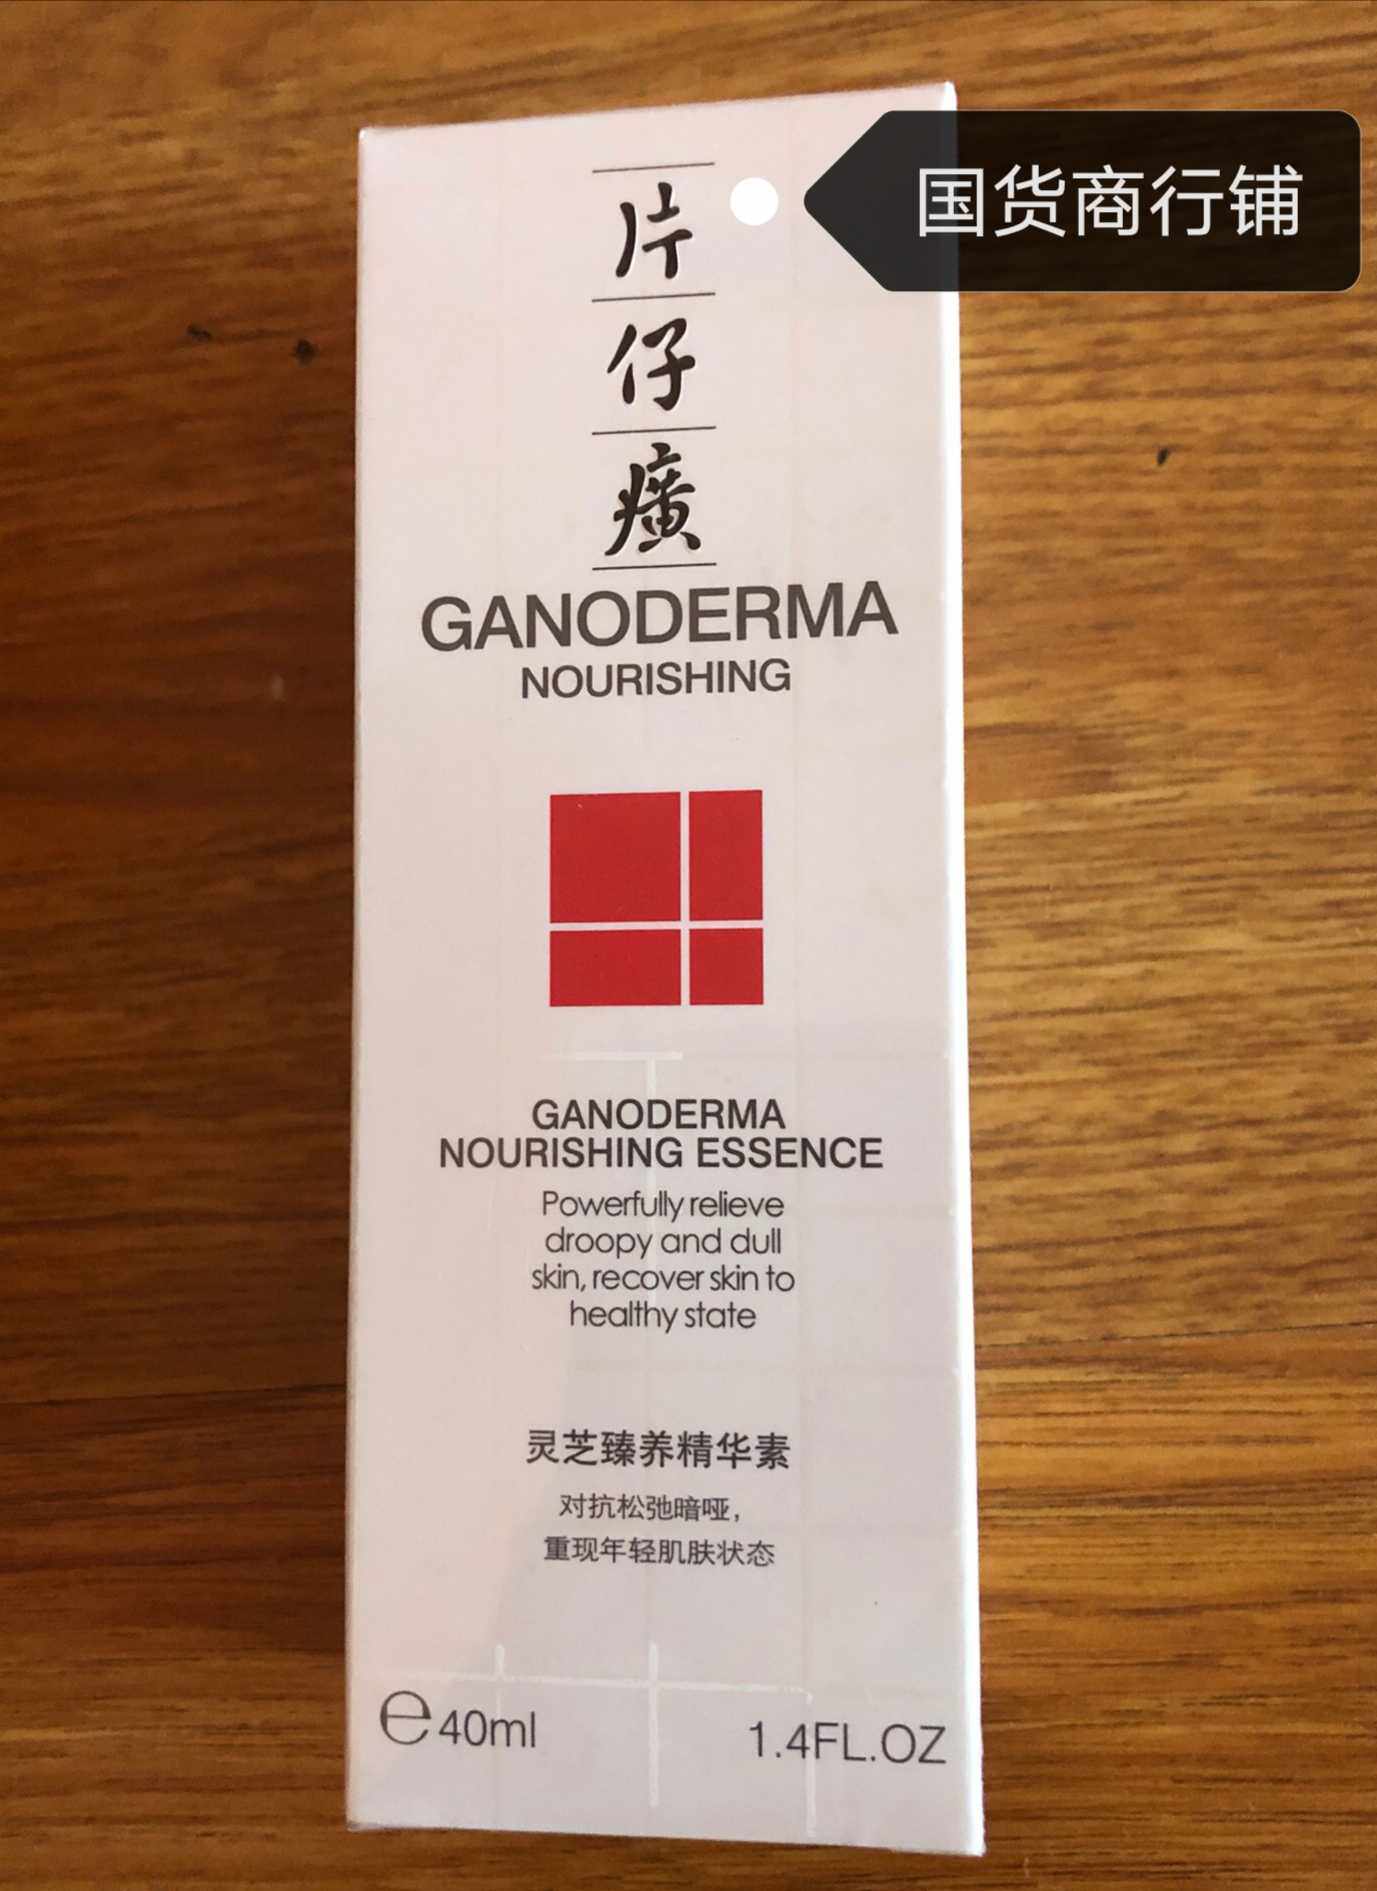 国货商行铺
片
仔
癀
GANODERMA
NOURISHING
GANODERMA
NOURISHING ESSENCE
Powerfully relieve
droopy and dull
skin, recover skin to
healthy state
灵芝臻养精华素
对抗松弛暗哑,
重现年轻肌肤状态
℮40ml
1.4FL.OZ